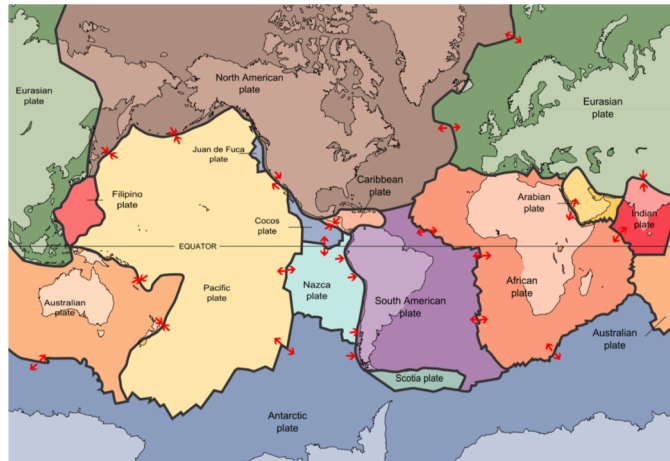 North American
plate
Eurasian
plate
Eurasian
plate
Juan de Fuca
plate
Caribbean
plate
Filipino
plate
Arabian
plate
Indian
plate
Cocos
plate
EQUATOR
Australian
plate
Pacific
plate
Nazca
plate
South American
plate
African
plate
Australian
plate
Scotia plate
Antarctic
plate